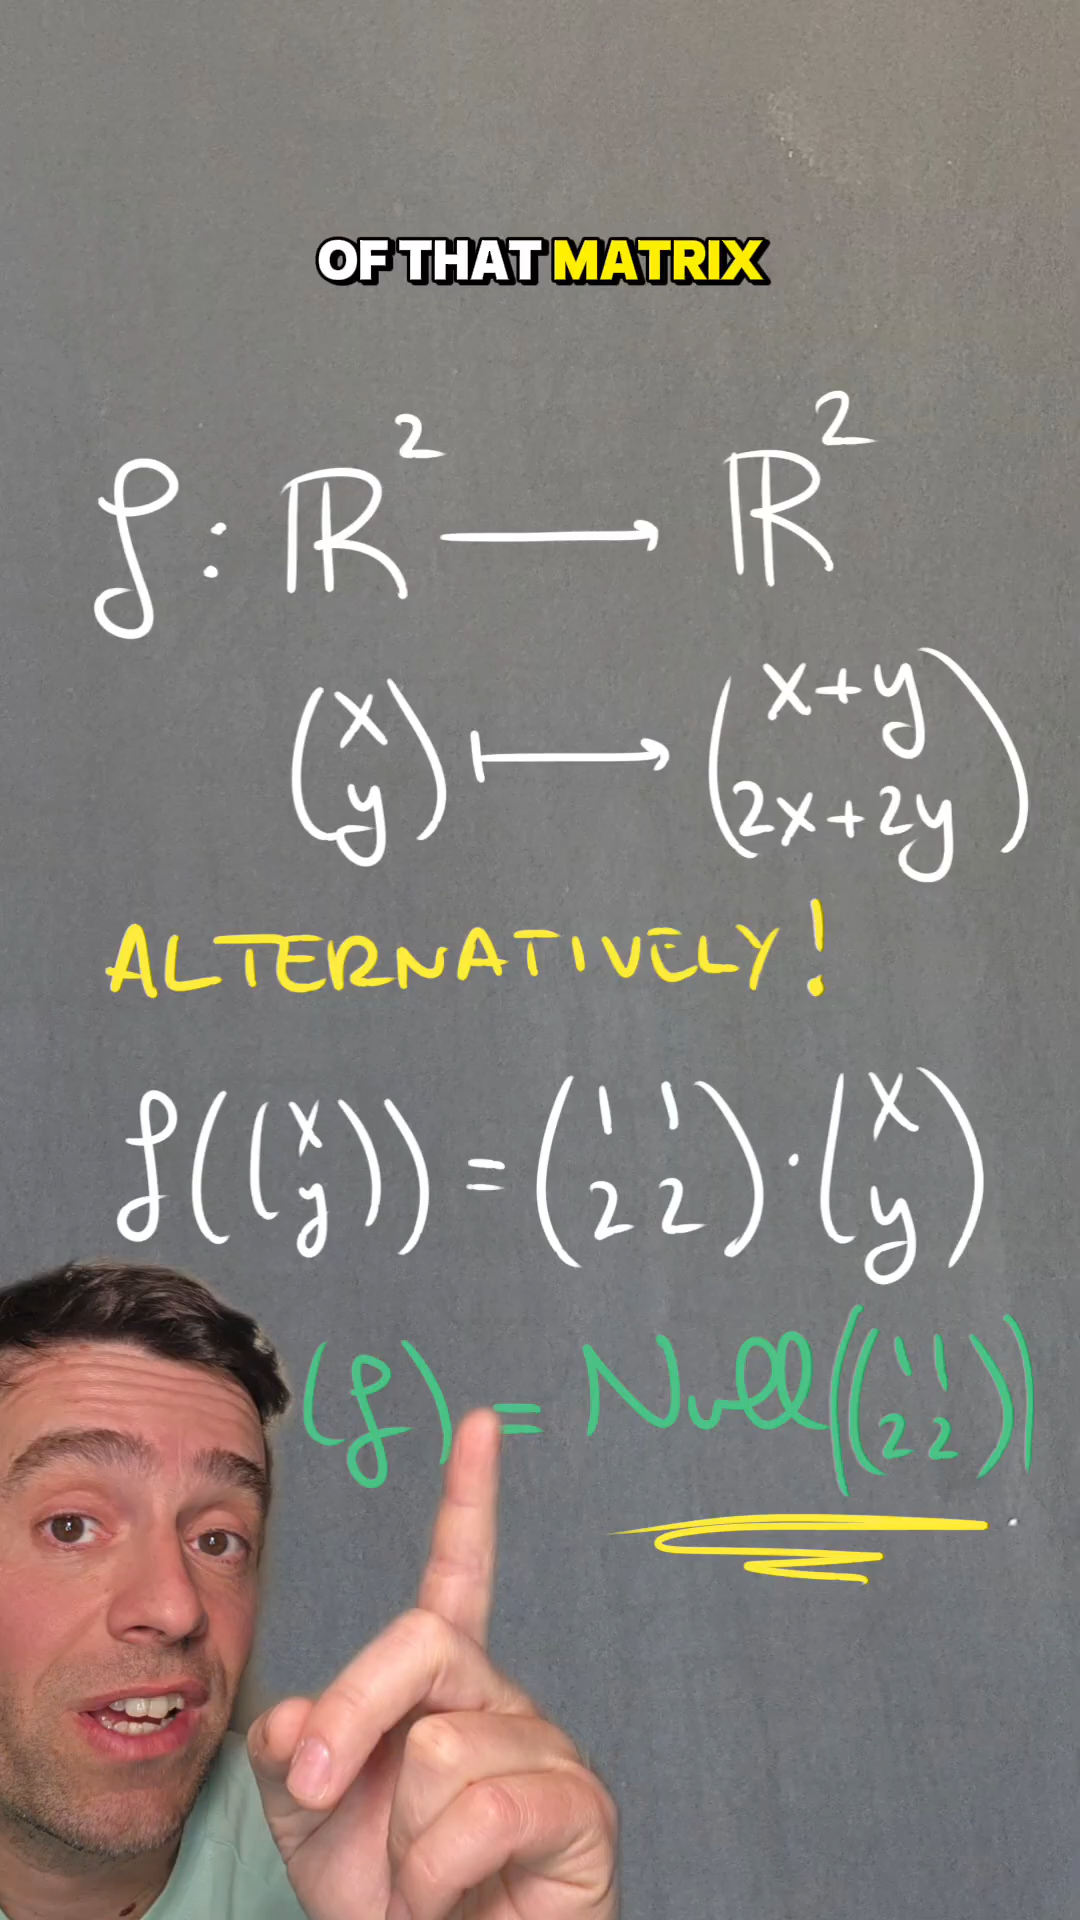 OF THAT MATRIX
f : ℝ² ⟶ ℝ²
(x y) ⟼ (x+y 2x+2y)
ALTERNATIVELY!
f((x y)) = (1 1 2 2) · (x y)
(f) = Null((1 1 2 2))